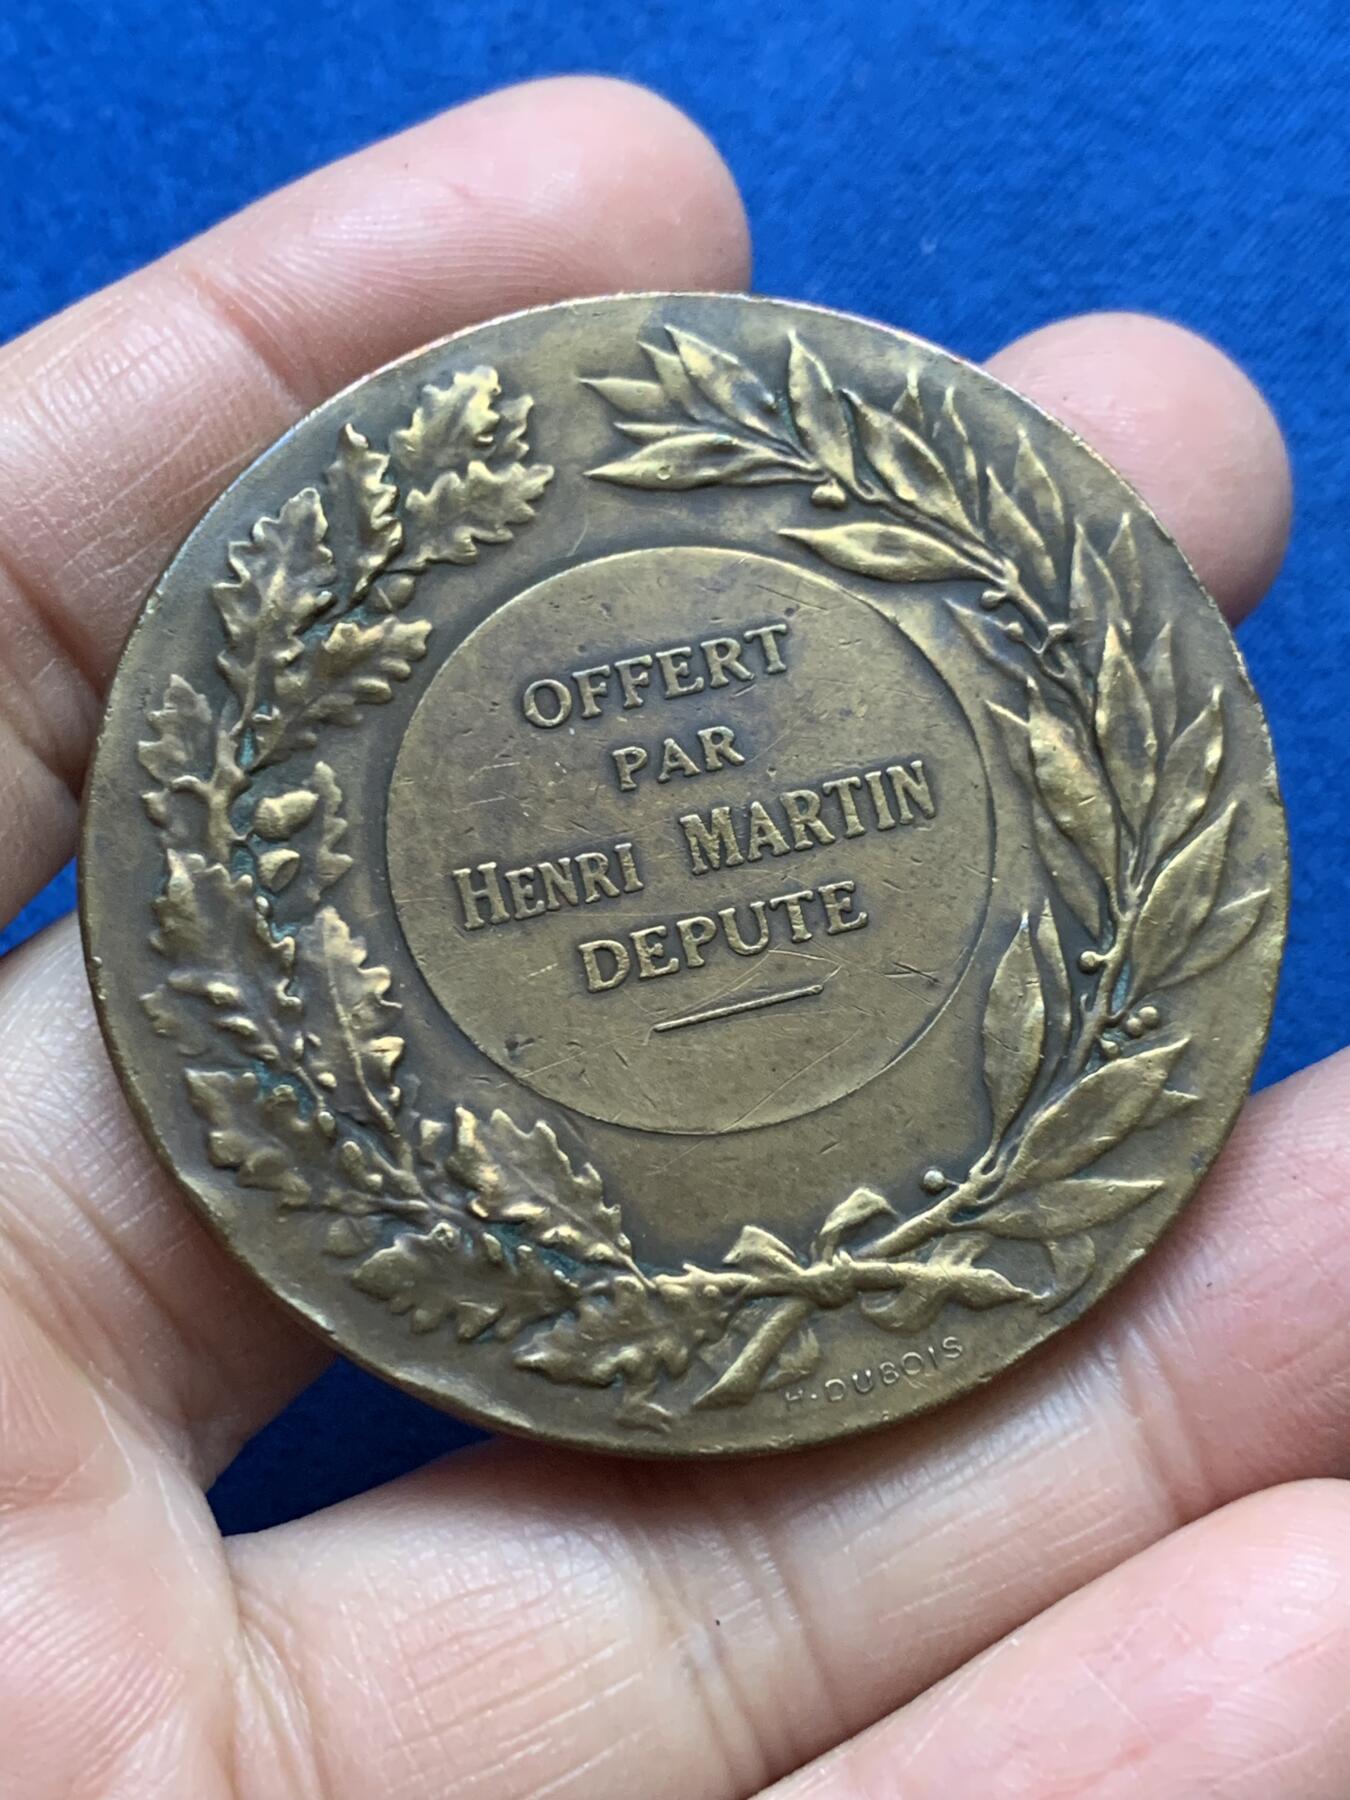 OFFERT
PAR
HENRI MARTIN
DEPUTE
H·DUBOIS